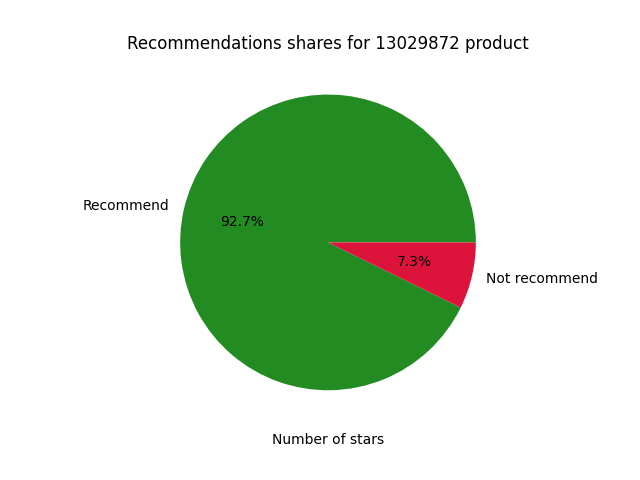 Recommendations shares for 13029872 product
Recommend
92.7%
7.3%
Not recommend
Number of stars